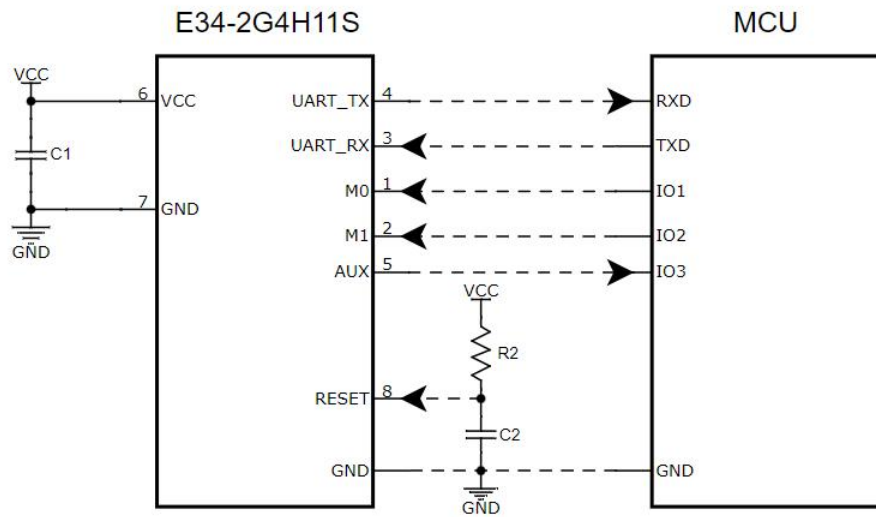 E34-2G4H11S
MCU
VCC
6 VCC
UART_TX 4
RXD
UART_RX 3
TXD
C1
M0 1
IO1
7 GND
M1 2
IO2
GND
AUX 5
IO3
VCC
R2
RESET 8
C2
GND
GND
GND